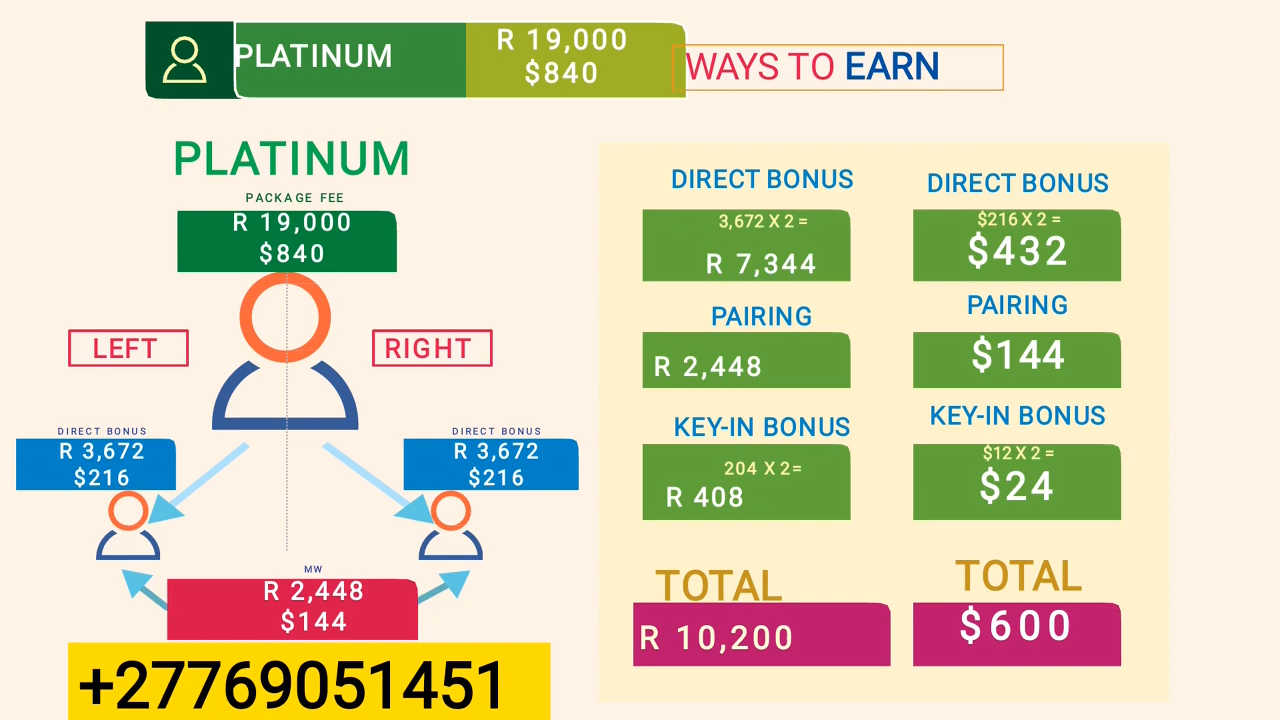 PLATINUM
R 19,000
$840
WAYS TO EARN
PLATINUM
PACKAGE FEE
R 19,000
$840
LEFT
RIGHT
DIRECT BONUS
R 3,672
$216
DIRECT BONUS
R 3,672
$216
MW
R 2,448
$144
+27769051451
DIRECT BONUS
3,672 X 2 =
R 7,344
PAIRING
R 2,448
KEY-IN BONUS
204 X 2=
R 408
TOTAL
R 10,200
DIRECT BONUS
$216 X 2 =
$432
PAIRING
$144
KEY-IN BONUS
$12 X 2 =
$24
TOTAL
$600